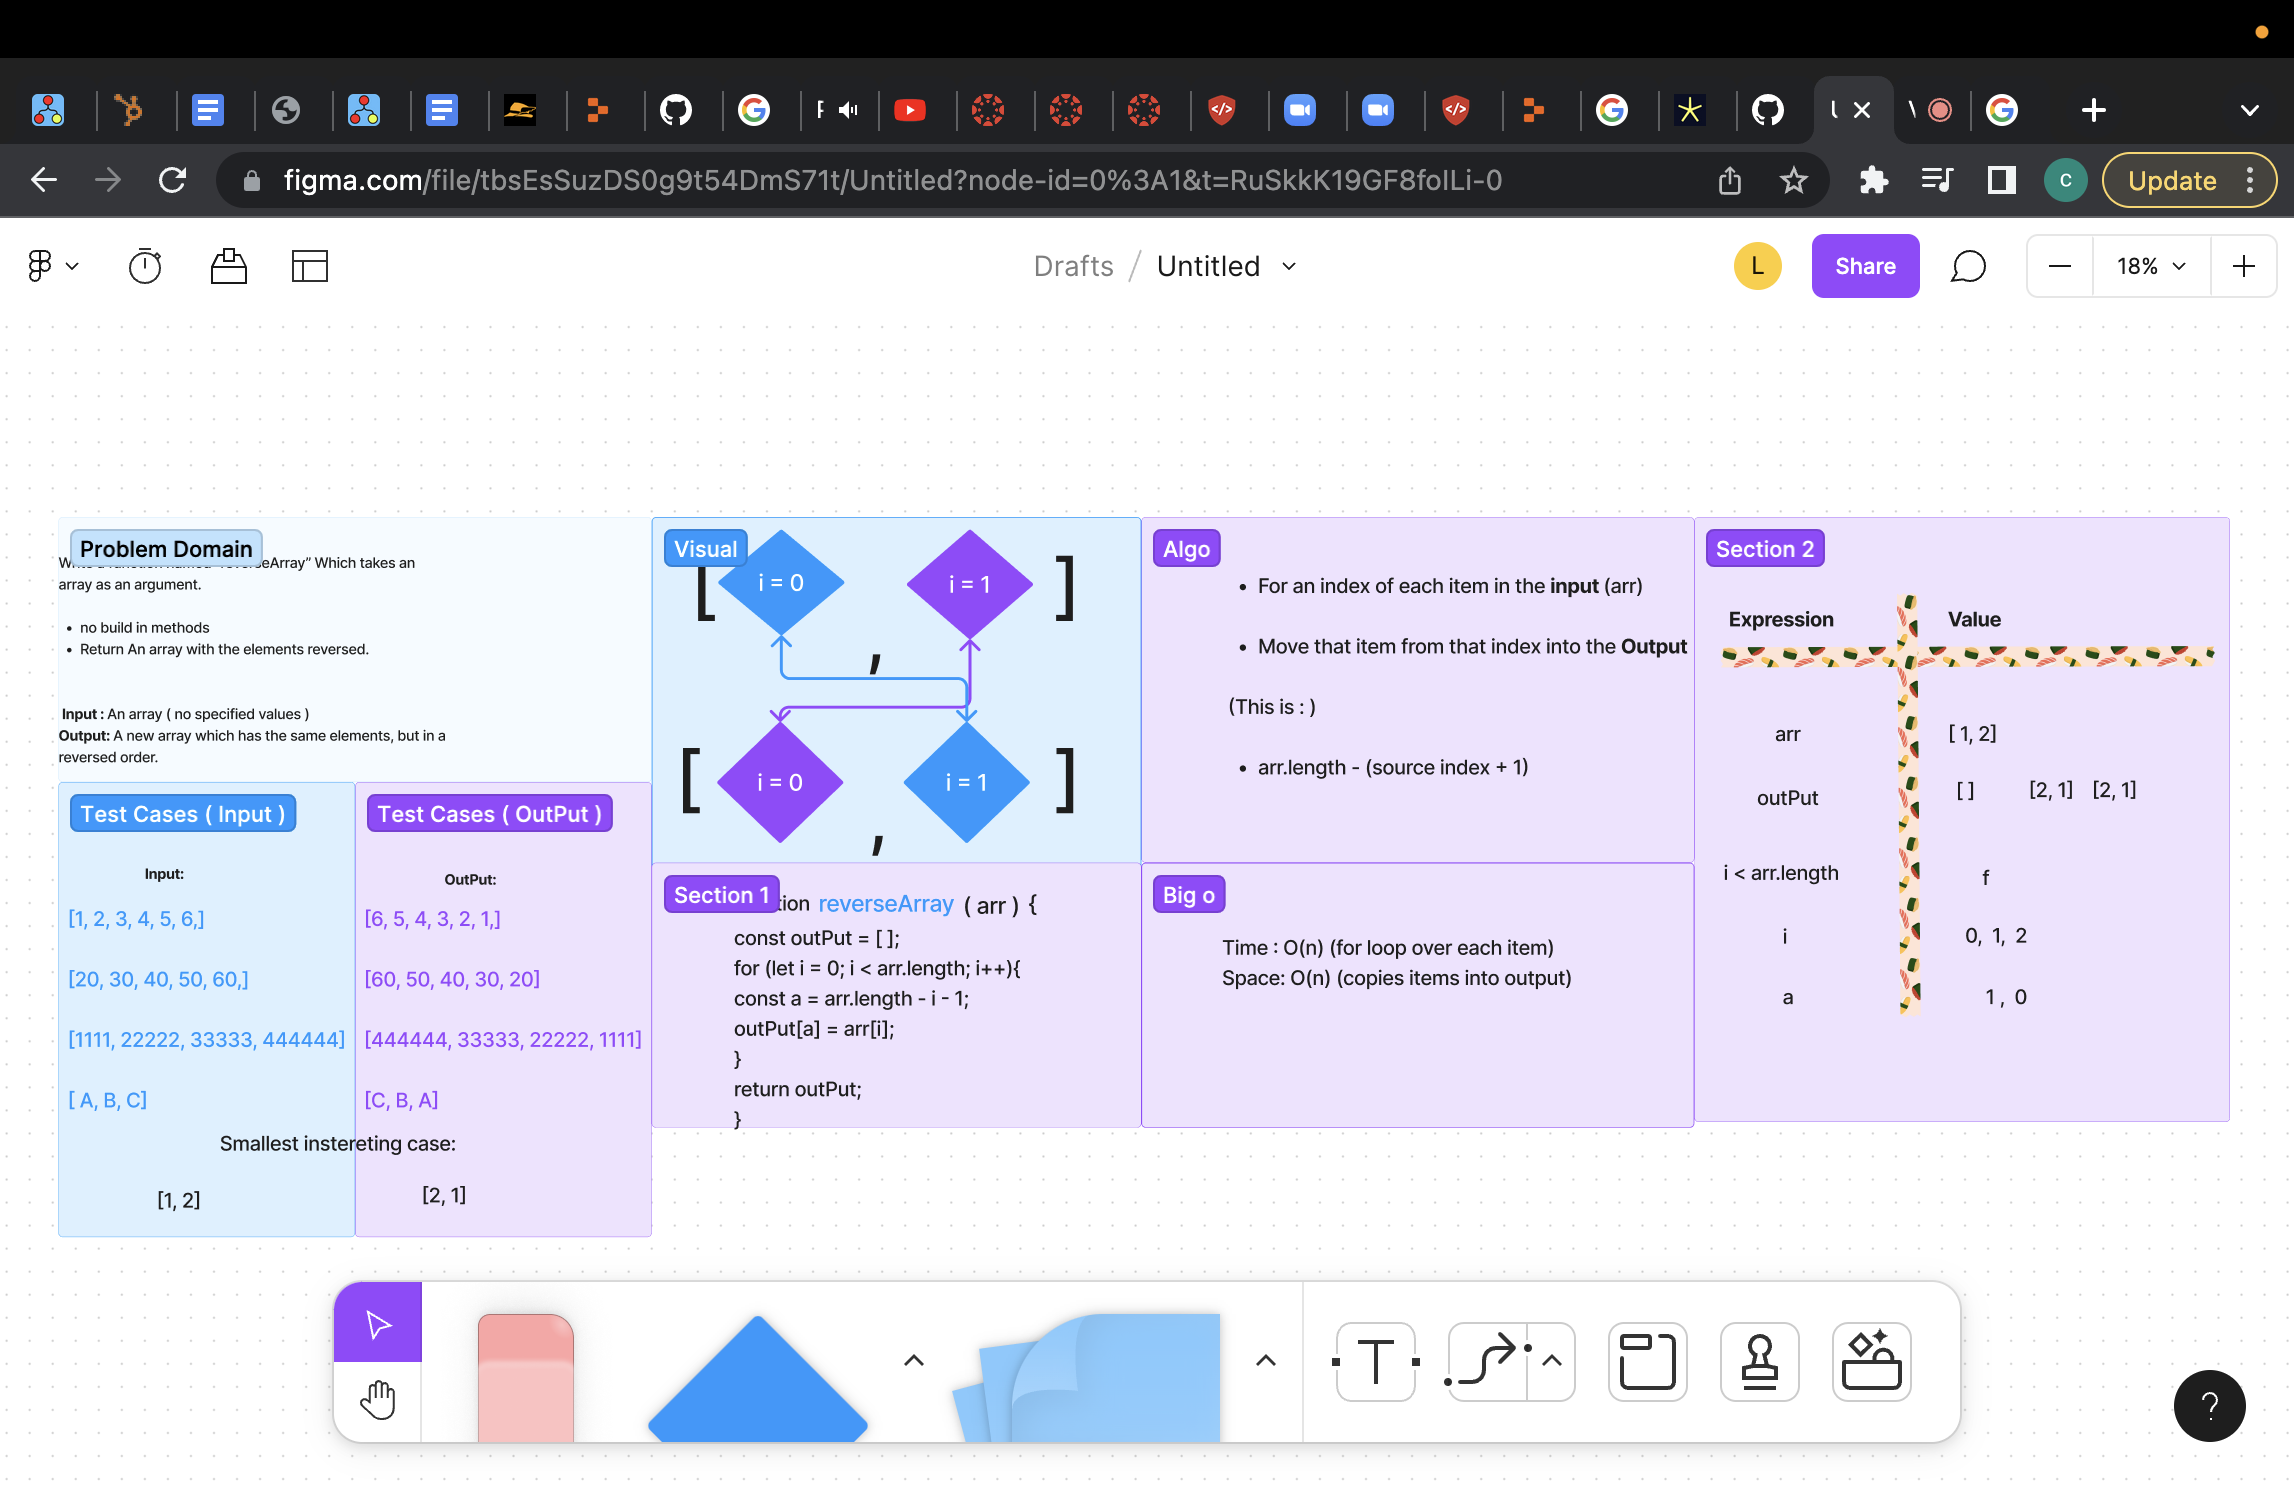 figma.com/file/tbsEsSuzDS0g9t54DmS71t/Untitled?node-id=0%3A1&t=RuSkkK19GF8foILi-0
C
Update
Drafts / Untitled
L
Share
18%
Problem Domain
Which takes an
array as an argument.
• no build in methods
• Return An array with the elements reversed.
Input : An array ( no specified values )
Output: A new array which has the same elements, but in a
reversed order.
Test Cases ( Input )
Input:
[1, 2, 3, 4, 5, 6,]
[20, 30, 40, 50, 60,]
[1111, 22222, 33333, 444444]
[ A, B, C]
Test Cases ( OutPut )
OutPut:
[6, 5, 4, 3, 2, 1,]
[60, 50, 40, 30, 20]
[444444, 33333, 22222, 1111]
[C, B, A]
Smallest instereting case:
[1, 2]
[2, 1]
Visual
[ i = 0 , i = 1 ]
[ i = 0 , i = 1 ]
Section 1
tion reverseArray ( arr ) {
const outPut = [ ];
for (let i = 0; i < arr.length; i++){
const a = arr.length - i - 1;
outPut[a] = arr[i];
}
return outPut;
}
Algo
• For an index of each item in the input (arr)
• Move that item from that index into the Output
(This is : )
• arr.length - (source index + 1)
Big o
Time : O(n) (for loop over each item)
Space: O(n) (copies items into output)
Section 2
Expression Value
arr [ 1, 2]
outPut [ ] [2, 1] [2, 1]
i < arr.length f
i 0, 1, 2
a 1 , 0
T
?